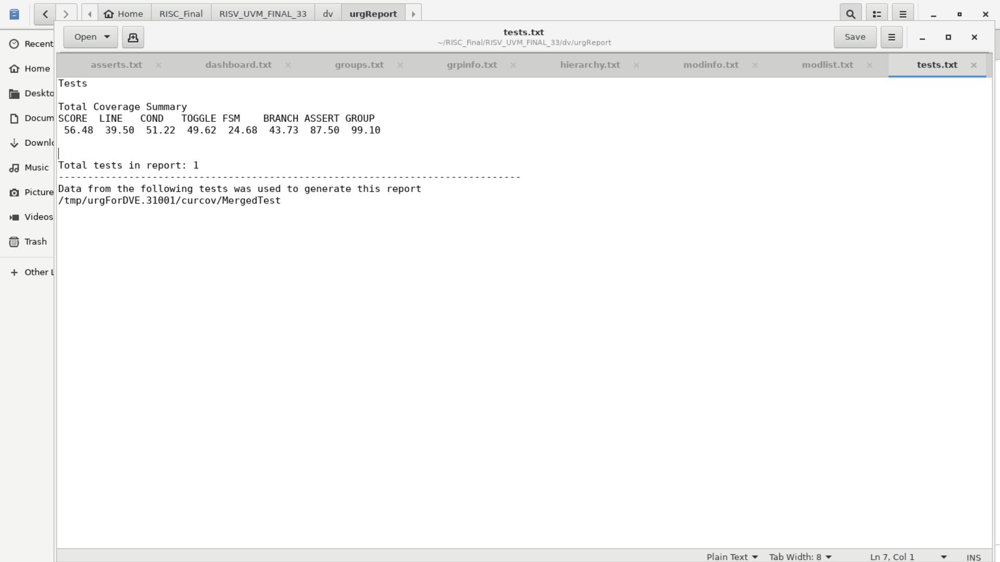 Home RISC_Final RISV_UVM_FINAL_33 dv urgReport
Open tests.txt Save
~/RISC_Final/RISV_UVM_FINAL_33/dv/urgReport
asserts.txt dashboard.txt groups.txt grpinfo.txt hierarchy.txt modinfo.txt modlist.txt tests.txt
Recent
Home
Deskto
Docum
Downlo
Music
Picture
Videos
Trash
Other L
Tests
Total Coverage Summary
SCORE LINE COND TOGGLE FSM BRANCH ASSERT GROUP
56.48 39.50 51.22 49.62 24.68 43.73 87.50 99.10
Total tests in report: 1
-------------------------------------------------------------------------------
Data from the following tests was used to generate this report
/tmp/urgForDVE.31001/curcov/MergedTest
Plain Text Tab Width: 8 Ln 7, Col 1 INS